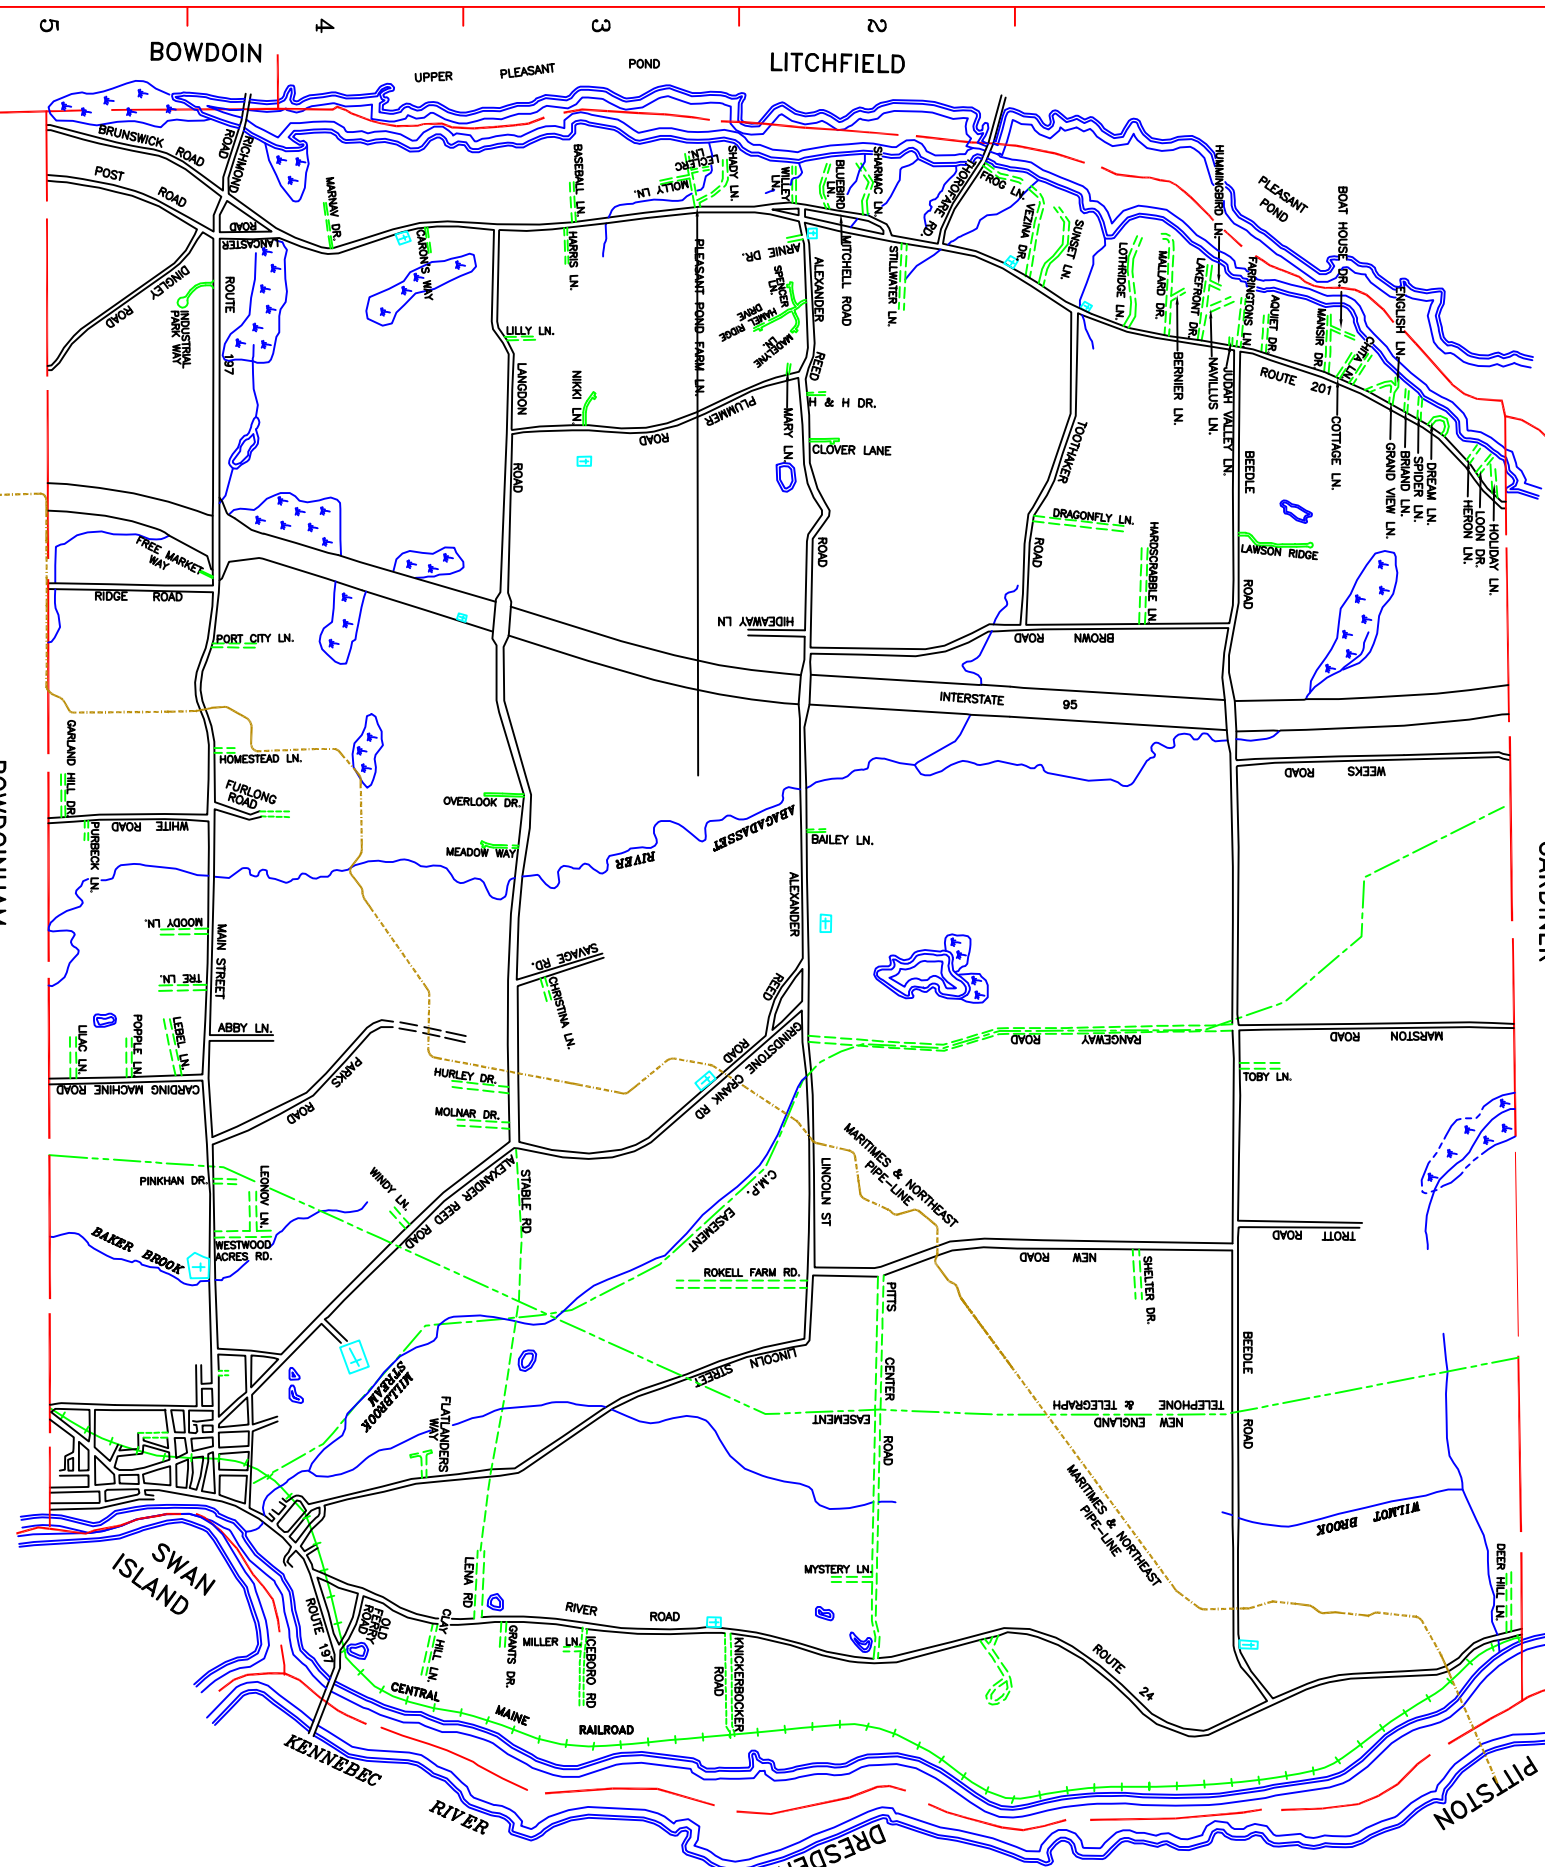 5
4
3
2
BOWDOIN
LITCHFIELD
UPPER PLEASANT POND
PLEASANT
POND
BRUNSWICK ROAD
POST ROAD
RICHMOND
ROAD
LANCASTER
ROAD
DINGLEY
ROAD
INDUSTRIAL
PARK WAY
ROUTE 197
MARNAV DR.
CARON'S WAY
BASEBALL LN.
HARRIS LN.
LECLERC
LN.
MOLLY LN.
SHADY LN.
WILLEY
LN.
BLUEBIRD
LN.
SHARMAC LN.
THOROFARE RD.
FROG LN.
VEZINA DR.
SUNSET LN.
LOTHRIDGE LN.
MALLARD DR.
BERNIER LN.
LAKEFRONT DR.
HUMMINGBIRD LN.
NAVILLUS LN.
JUDAH VALLEY LN.
FARRINGTONS LN.
AQUIET DR
BOAT HOUSE DR.
MANSIR DR
CHITA LN.
ENGLISH LN.
COTTAGE LN.
GRAND VIEW LN.
BRIAND LN.
SPIDER LN.
DREAM LN.
HERON LN.
LOON DR.
HOLIDAY LN.
ROUTE 201
PLEASANT POND FARM LN.
ARNIE DR.
SPENCER
LN.
HAMEL RIDGE
DRIVE
MADELYNE
LN.
MITCHELL ROAD
STILLWATER LN.
ALEXANDER
REED
ROAD
H & H DR.
CLOVER LANE
MARY LN.
PLUMMER
ROAD
NIKKI LN.
LILLY LN.
LANGDON
ROAD
TOOTHAKER
ROAD
DRAGONFLY LN.
HARDSCRABBLE LN.
BEEDLE
ROAD
LAWSON RIDGE
FREE MARKET
WAY
RIDGE ROAD
PORT CITY LN.
HIDEAWAY LN
BROWN ROAD
INTERSTATE 95
GARLAND HILL DR
HOMESTEAD LN.
FURLONG
ROAD
WHITE ROAD
PURBECK LN.
OVERLOOK DR.
MEADOW WAY
ABAGADASSET
RIVER
BAILEY LN.
WEEKS ROAD
ALEXANDER
REED
ROAD
MOODY LN.
MAIN STREET
TRE LN.
SAVAGE RD.
CHRISTINA LN.
LILAC LN.
POPPLE LN.
LEBEL LN.
ABBY LN.
CARDING MACHINE ROAD
PARKS
ROAD
HURLEY DR.
MOLNAR DR.
GRINDSTONE CRANK RD
RANGEWAY ROAD
MARSTON ROAD
TOBY LN.
PINKHAN DR.
LEONOV LN.
WESTWOOD
ACRES RD.
BAKER BROOK
WINDY LN.
ALEXANDER REED ROAD
STABLE RD
C.M.P. EASEMENT
LINCOLN ST
MARITIMES & NORTHEAST
PIPE-LINE
ROKELL FARM RD.
NEW ROAD
SHELTER DR.
TROTT ROAD
PITTS
CENTER
ROAD
LINCOLN
STREET
MILLBROOK
STREAM
FLATLANDERS
WAY
EASEMENT
NEW ENGLAND
TELEPHONE & TELEGRAPH
BEEDLE
ROAD
MARITIMES & NORTHEAST
PIPE-LINE
WILMOT BROOK
DEER HILL LN.
SWAN
ISLAND
ROUTE 197
OLD
FERRY
ROAD
LENA RD
CLAY HILL LN.
GRANTS DR.
MILLER LN.
ICEBORO RD
RIVER ROAD
KNICKERBOCKER
ROAD
MYSTERY LN.
ROUTE 24
CENTRAL MAINE RAILROAD
KENNEBEC
RIVER
PITTSTON